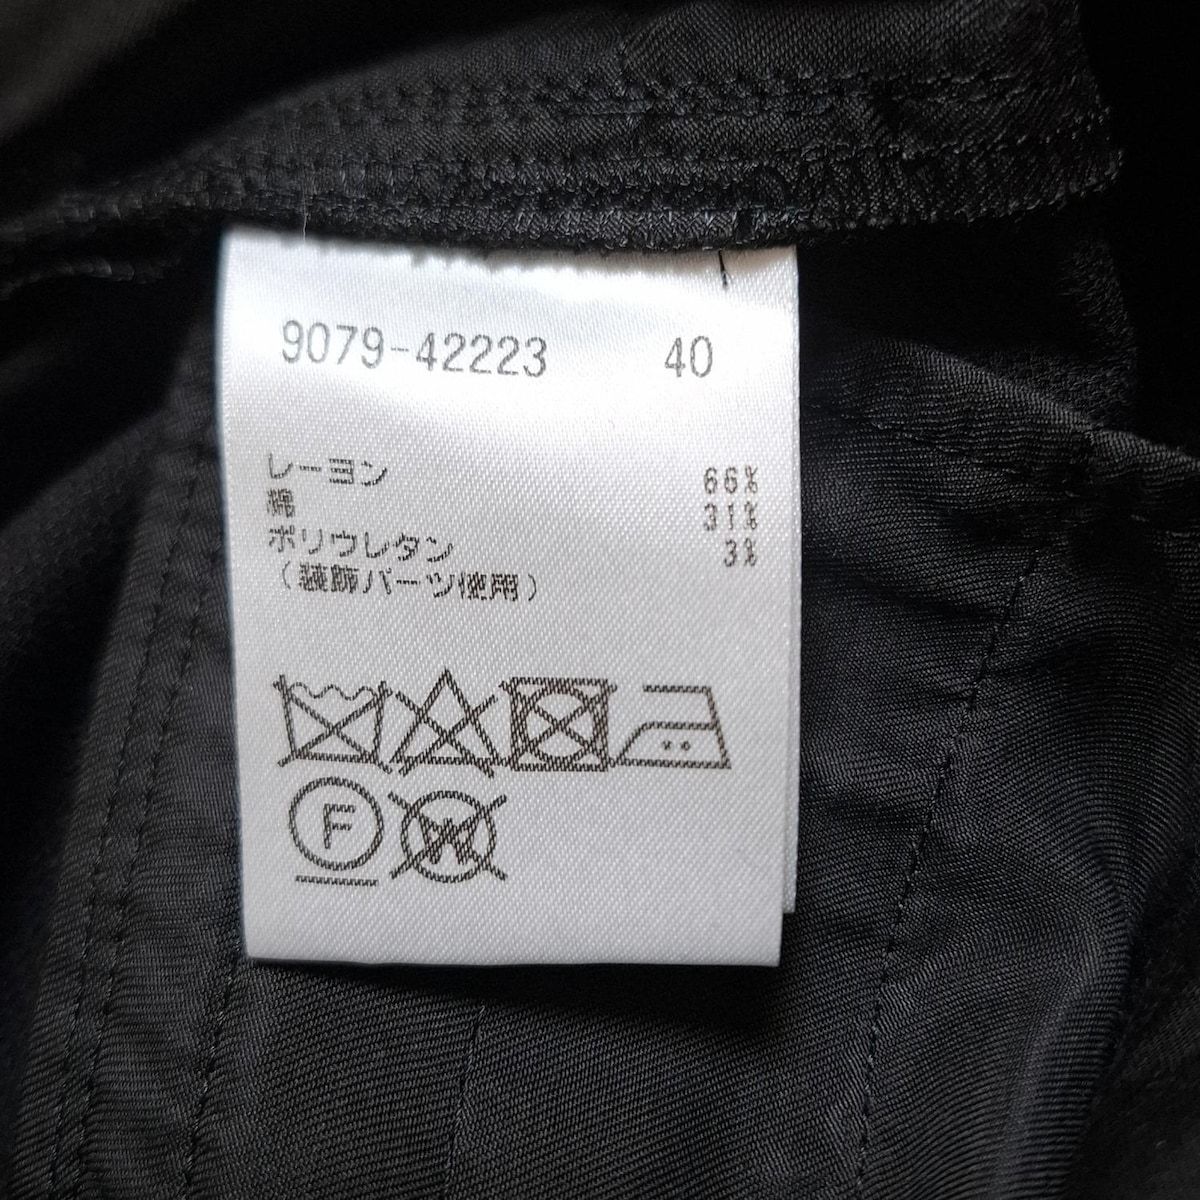 9079-42223 40
レーヨン 66%
綿 31%
ポリウレタン 3%
(装飾パーツ使用)
F
W